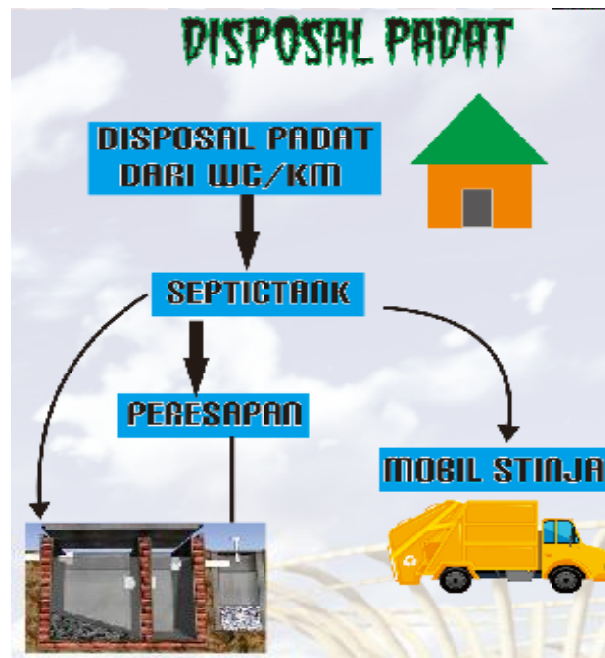 DISPOSAL PADAT
DISPOSAL PADAT
DARI WC/KM
SEPTICTANK
PERESAPAN
MOBIL STINJA